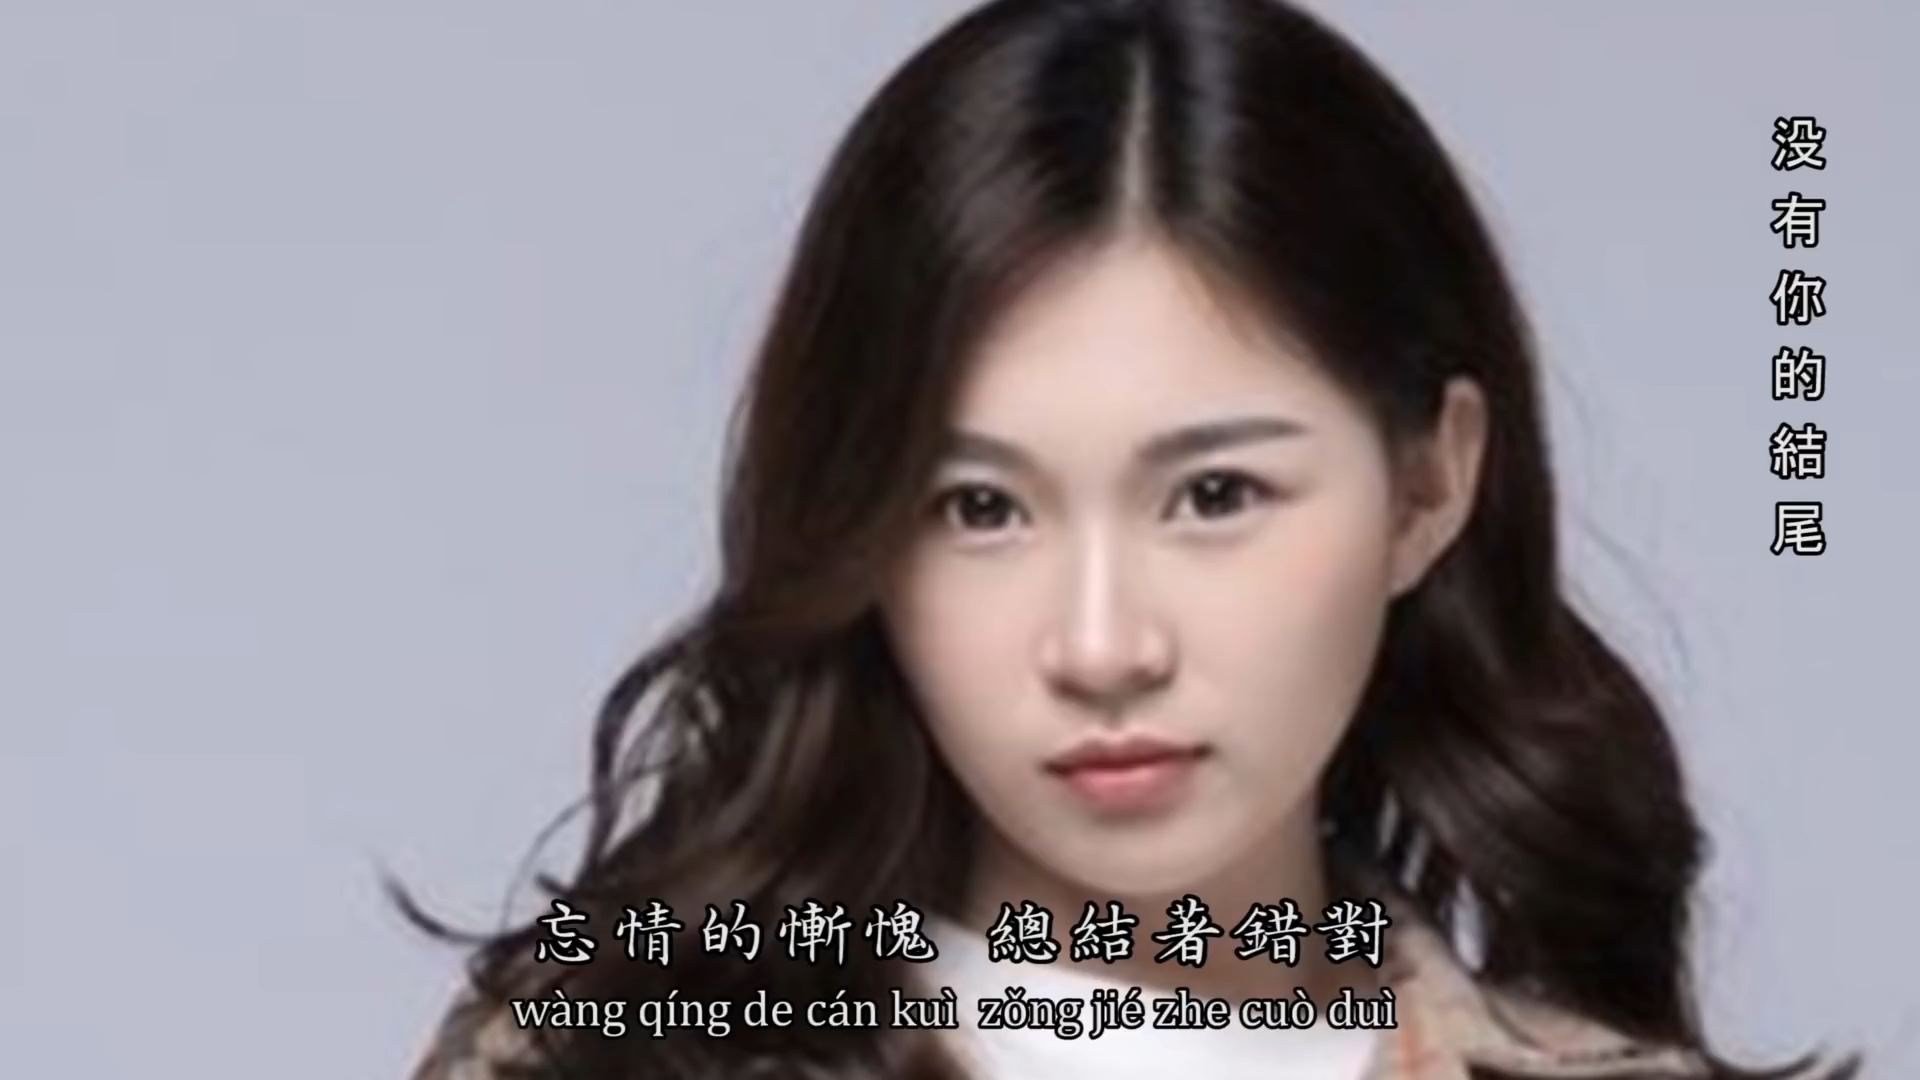 没有你的結尾
忘情的慚愧 總結著錯對
wàng qíng de cán kuì zǒng jié zhe cuò duì